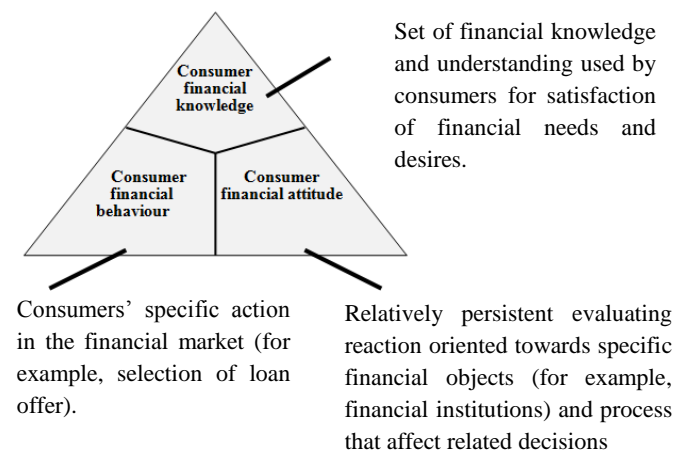 Consumer
financial
knowledge
Set of financial knowledge
and understanding used by
consumers for satisfaction
of financial needs and
desires.
Consumer
financial
behaviour
Consumer
financial attitude
Consumers’ specific action
in the financial market (for
example, selection of loan
offer).
Relatively persistent evaluating
reaction oriented towards specific
financial objects (for example,
financial institutions) and process
that affect related decisions